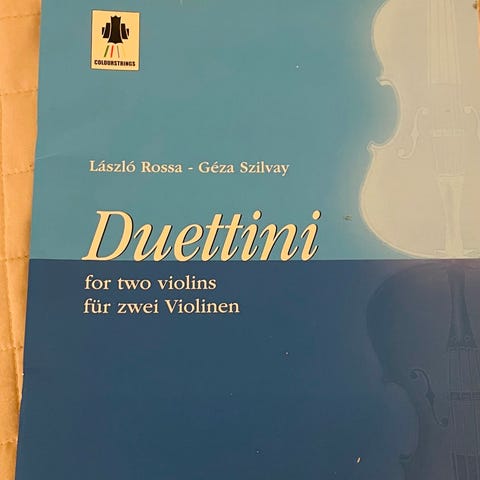 COLOURSTRINGS
László Rossa - Géza Szilvay
Duettini
for two violins
für zwei Violinen